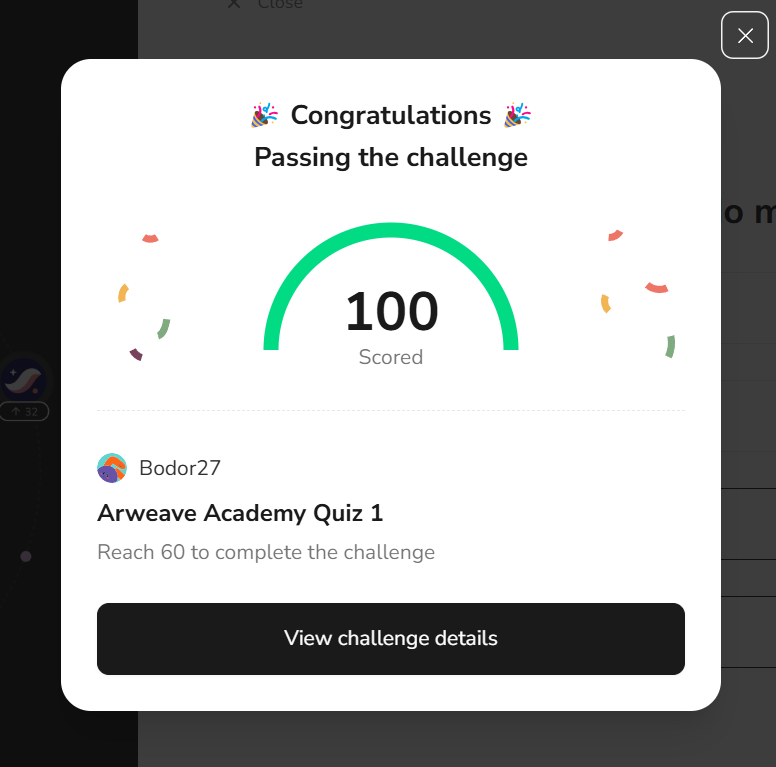 Close
🎉 Congratulations 🎉
Passing the challenge
100
Scored
32
Bodor27
Arweave Academy Quiz 1
Reach 60 to complete the challenge
View challenge details